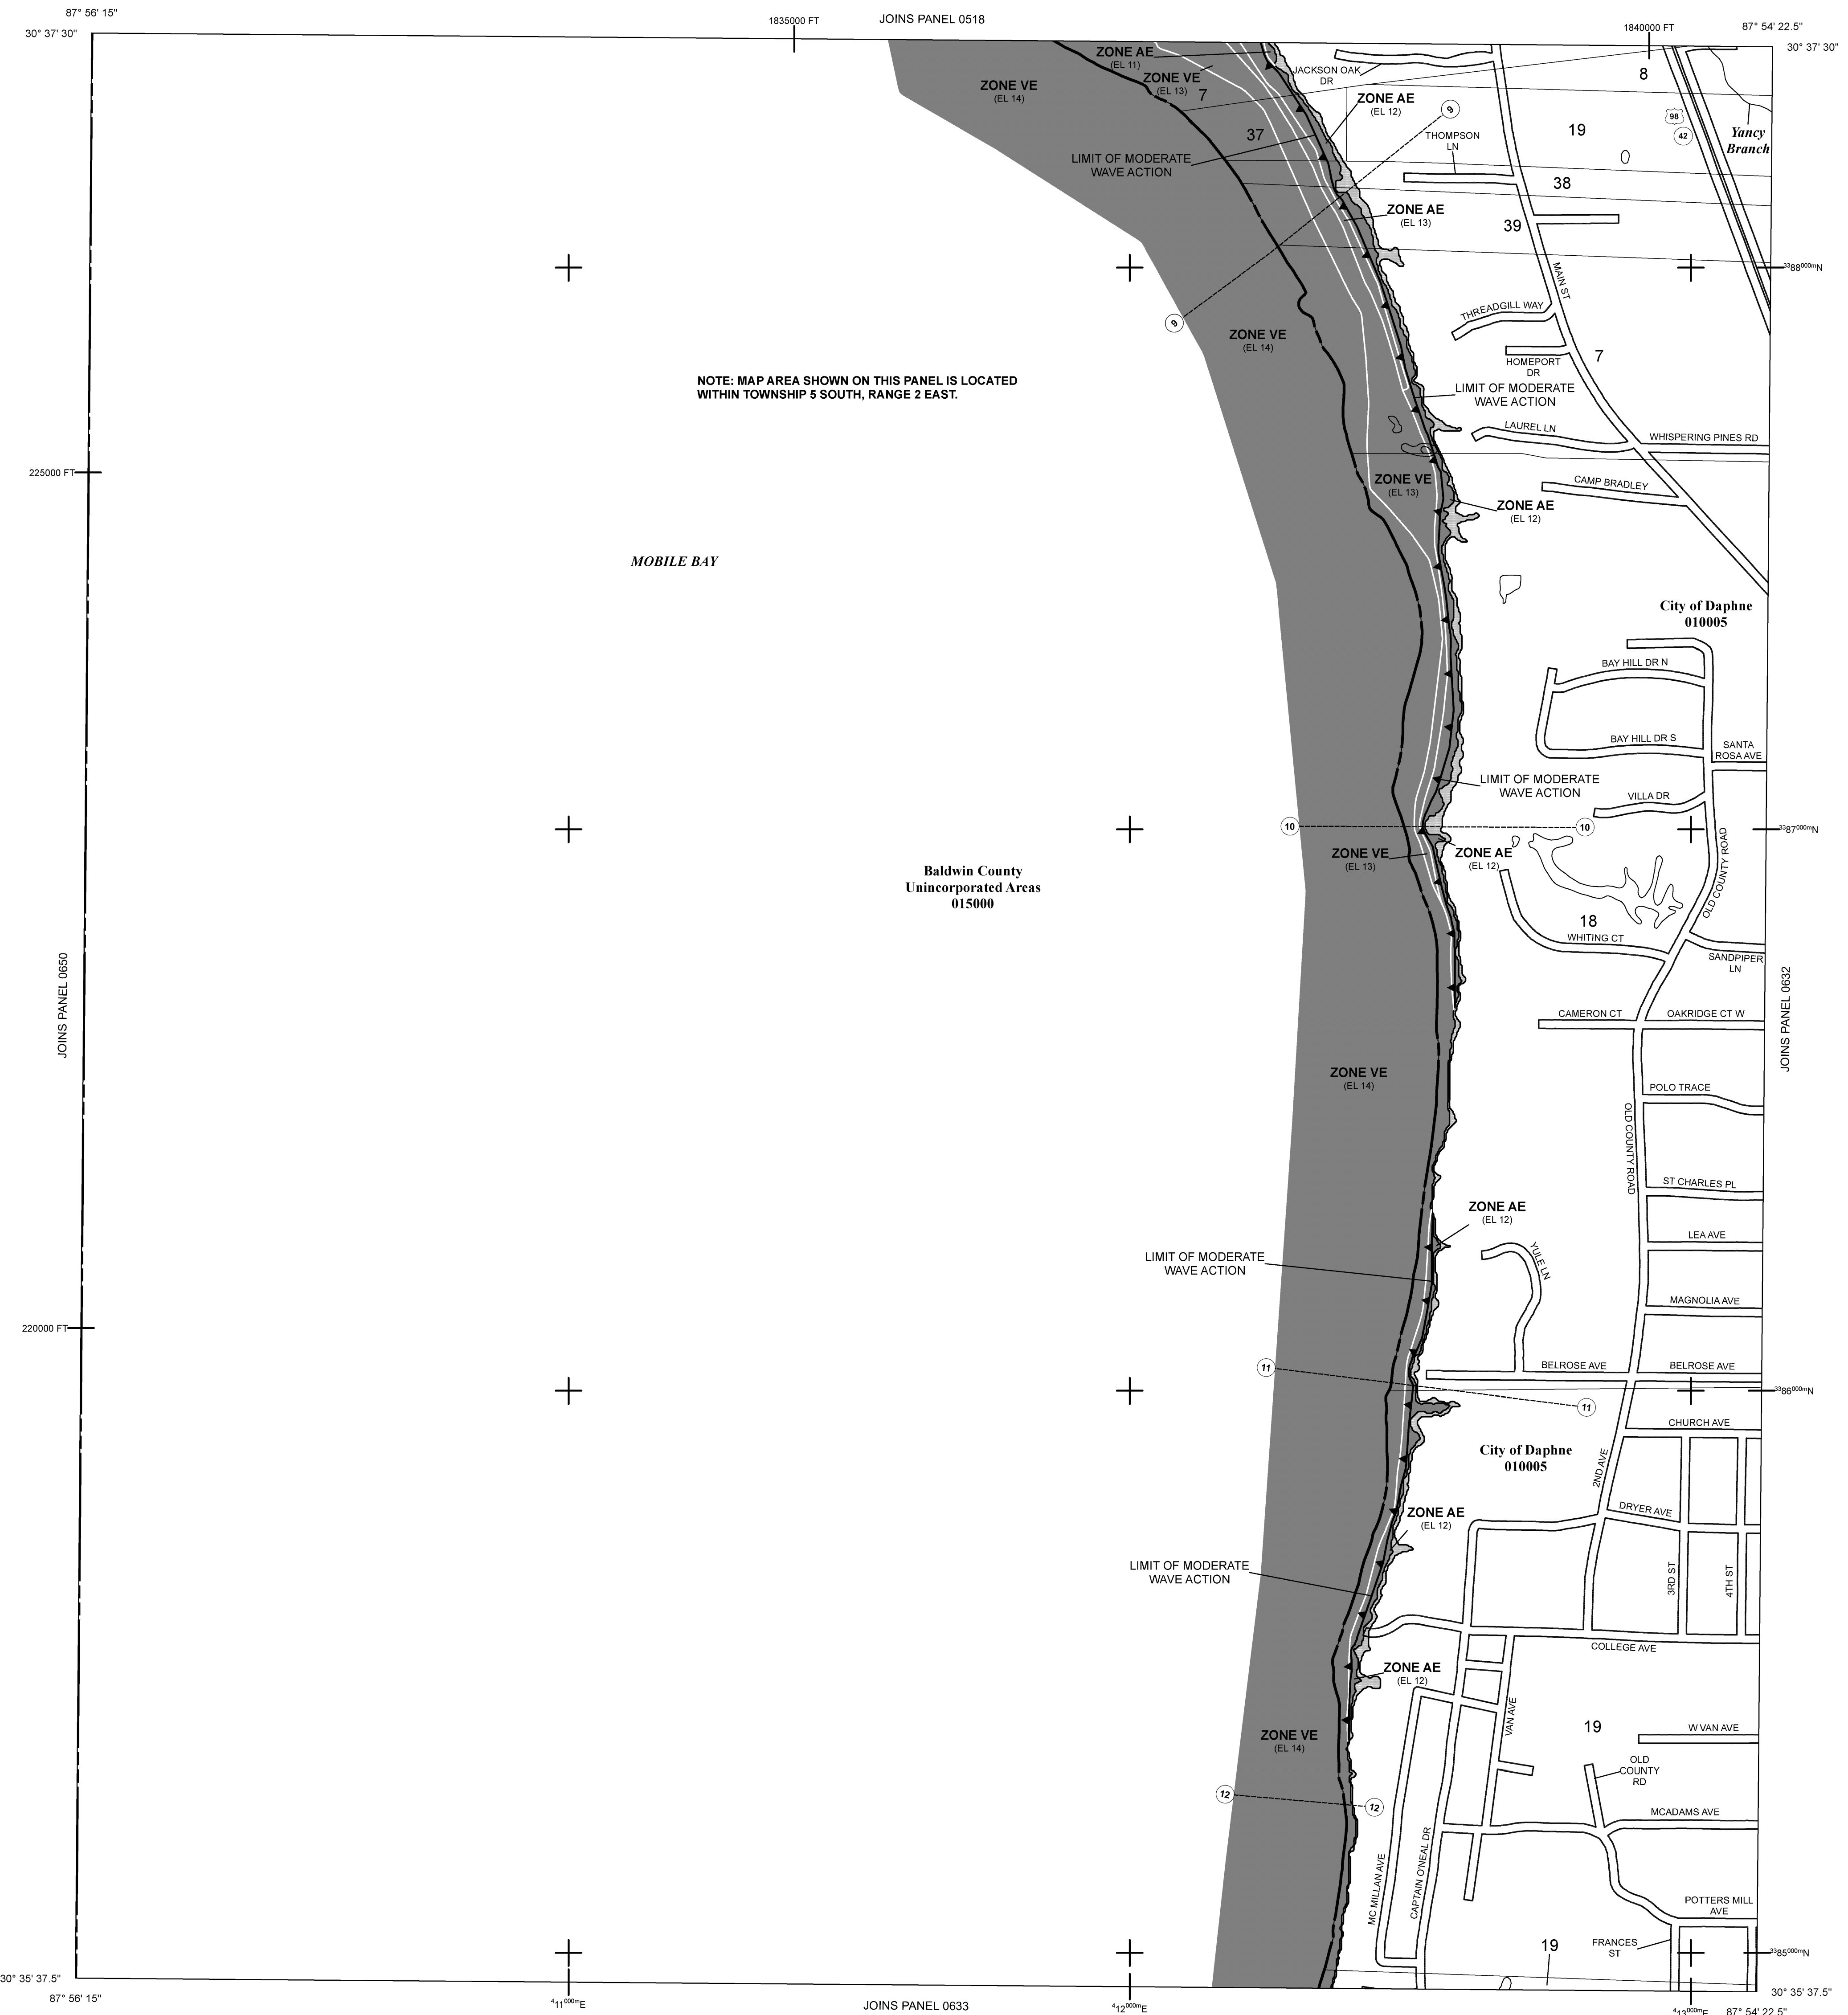 87° 56' 15"
1835000 FT
JOINS PANEL 0518
1840000 FT
87° 54' 22.5"
30° 37' 30"
30° 37' 30"
ZONE AE
(EL 11)
ZONE VE
(EL 14)
ZONE VE
(EL 13)
7
JACKSON OAK
DR
8
ZONE AE
(EL 12)
9
37
THOMPSON
LN
19
98
42
Yancy
Branch
LIMIT OF MODERATE
WAVE ACTION
38
ZONE AE
(EL 13)
39
3388000mN
MAIN ST
THREADGILL WAY
9
ZONE VE
(EL 14)
HOMEPORT
DR
7
NOTE: MAP AREA SHOWN ON THIS PANEL IS LOCATED
WITHIN TOWNSHIP 5 SOUTH, RANGE 2 EAST.
LIMIT OF MODERATE
WAVE ACTION
LAUREL LN
WHISPERING PINES RD
225000 FT
ZONE VE
(EL 13)
CAMP BRADLEY
ZONE AE
(EL 12)
MOBILE BAY
City of Daphne
010005
BAY HILL DR N
BAY HILL DR S
SANTA
ROSA AVE
LIMIT OF MODERATE
WAVE ACTION
VILLA DR
10
10
3387000mN
ZONE VE
(EL 13)
ZONE AE
(EL 12)
OLD COUNTY ROAD
Baldwin County
Unincorporated Areas
015000
18
WHITING CT
SANDPIPER
LN
JOINS PANEL 0650
JOINS PANEL 0632
CAMERON CT
OAKRIDGE CT W
ZONE VE
(EL 14)
POLO TRACE
OLD COUNTY ROAD
ST CHARLES PL
ZONE AE
(EL 12)
LEA AVE
YULE LN
LIMIT OF MODERATE
WAVE ACTION
MAGNOLIA AVE
220000 FT
11
BELROSE AVE
BELROSE AVE
3386000mN
11
CHURCH AVE
City of Daphne
010005
2ND AVE
ZONE AE
(EL 12)
DRYER AVE
LIMIT OF MODERATE
WAVE ACTION
3RD ST
4TH ST
COLLEGE AVE
ZONE AE
(EL 12)
VAN AVE
19
W VAN AVE
ZONE VE
(EL 14)
OLD
COUNTY
RD
12
12
MCADAMS AVE
MC MILLAN AVE
CAPTAIN O'NEAL DR
POTTERS MILL
AVE
19
FRANCES
ST
3385000mN
30° 35' 37.5"
30° 35' 37.5"
87° 56' 15"
411000mE
JOINS PANEL 0633
412000mE
413000mE
87° 54' 22.5"